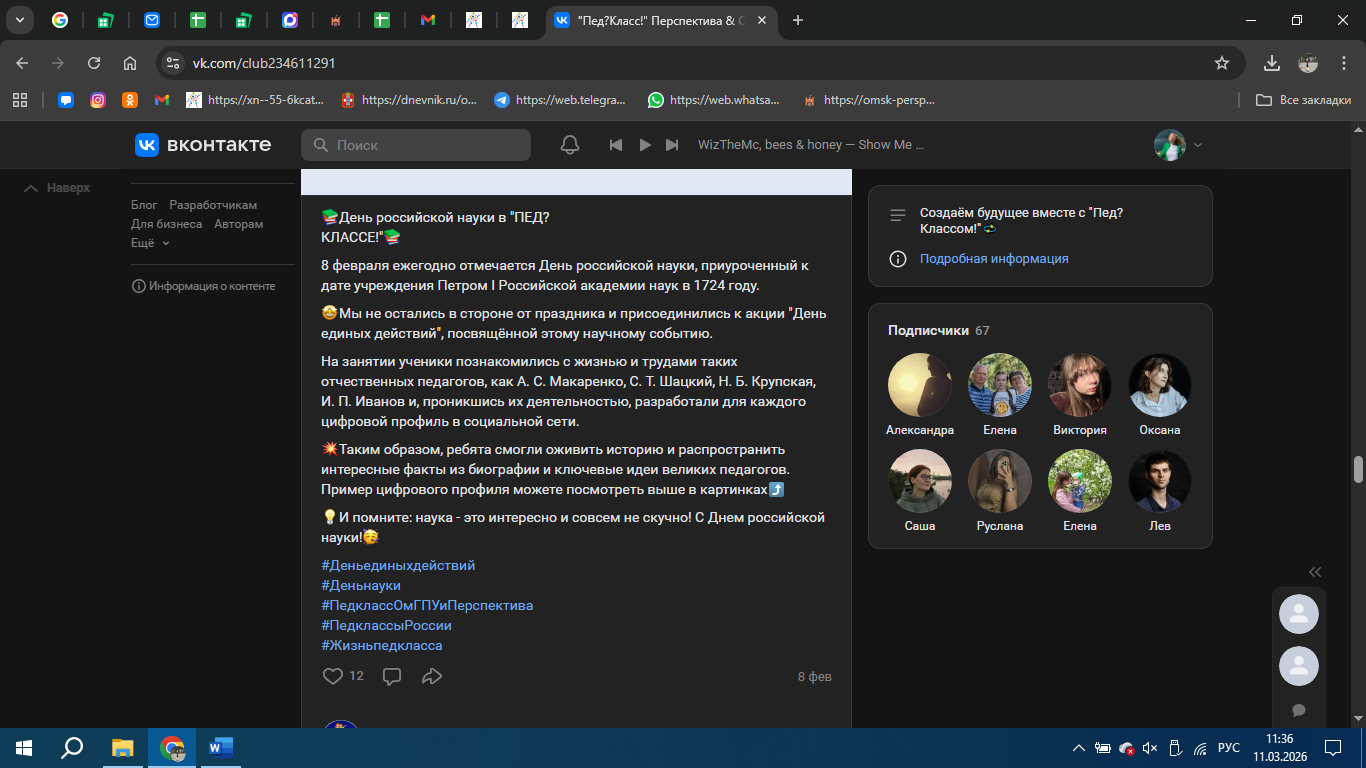 "Пед?Класс!" Перспектива & С
vk.com/club234611291
https://xn--55-6kcat...
https://dnevnik.ru/o...
https://web.telegra...
https://web.whatsa...
https://omsk-persp...
Все закладки
вконтакте
Поиск
WizTheMc, bees & honey — Show Me ...
Наверх
Блог Разработчикам
Для бизнеса Авторам
Ещё
Информация о контенте
📚День российской науки в "ПЕД?
КЛАССЕ!"📚
8 февраля ежегодно отмечается День российской науки, приуроченный к
дате учреждения Петром I Российской академии наук в 1724 году.
🤩Мы не остались в стороне от праздника и присоединились к акции "День
единых действий", посвящённой этому научному событию.
На занятии ученики познакомились с жизнью и трудами таких
отчественных педагогов, как А. С. Макаренко, С. Т. Шацкий, Н. Б. Крупская,
И. П. Иванов и, проникшись их деятельностью, разработали для каждого
цифровой профиль в социальной сети.
💥Таким образом, ребята смогли оживить историю и распространить
интересные факты из биографии и ключевые идеи великих педагогов.
Пример цифрового профиля можете посмотреть выше в картинках⤴️
💡И помните: наука - это интересно и совсем не скучно! С Днем российской
науки!🥳
#Деньединыхдействий
#Деньнауки
#ПедклассОмГПУиПерспектива
#ПедклассыРоссии
#Жизньпедкласса
12
8 фев
Создаём будущее вместе с "Пед?
Классом!"💫
Подробная информация
Подписчики 67
Александра Елена Виктория Оксана
Саша Руслана Елена Лев
РУС
11:36
11.03.2026